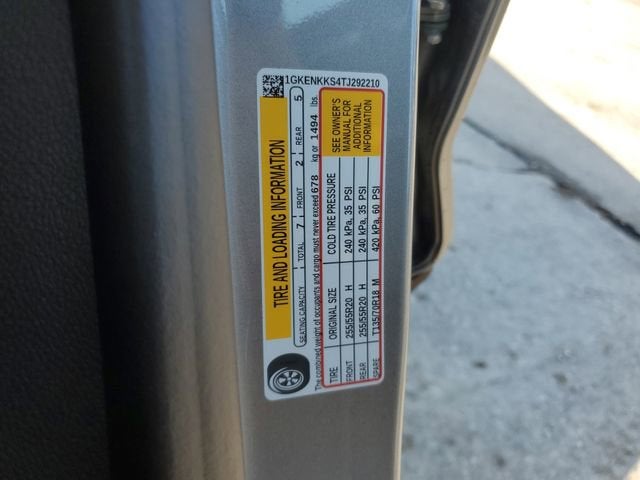 1GKENKKS4TJ292210
TIRE AND LOADING INFORMATION
SEATING CAPACITY TOTAL 7 FRONT 2 REAR 5
The combined weight of occupants and cargo must never exceed 678 kg or 1494 lbs.
TIRE ORIGINAL SIZE COLD TIRE PRESSURE
FRONT 255/55R20 H 240 kPa, 35 PSI
REAR 255/55R20 H 240 kPa, 35 PSI
SPARE T135/70R18 M 420 kPa, 60 PSI
SEE OWNER'S
MANUAL FOR
ADDITIONAL
INFORMATION